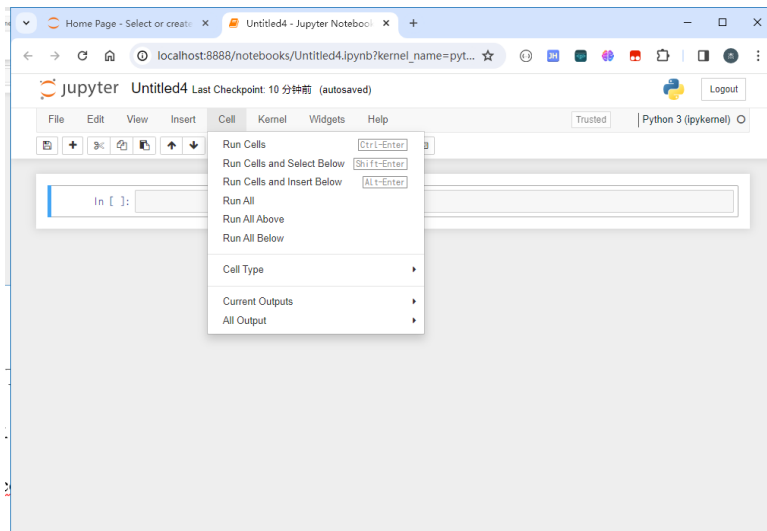 Home Page - Select or create
Untitled4 - Jupyter Notebook
localhost:8888/notebooks/Untitled4.ipynb?kernel_name=pyt...
JH
jupyter Untitled4 Last Checkpoint: 10 分钟前 (autosaved)
Logout
File Edit View Insert Cell Kernel Widgets Help
Trusted
Python 3 (ipykernel)
Run Cells Ctrl-Enter
Run Cells and Select Below Shift-Enter
Run Cells and Insert Below Alt-Enter
In [ ]:
Run All
Run All Above
Run All Below
Cell Type
Current Outputs
All Output